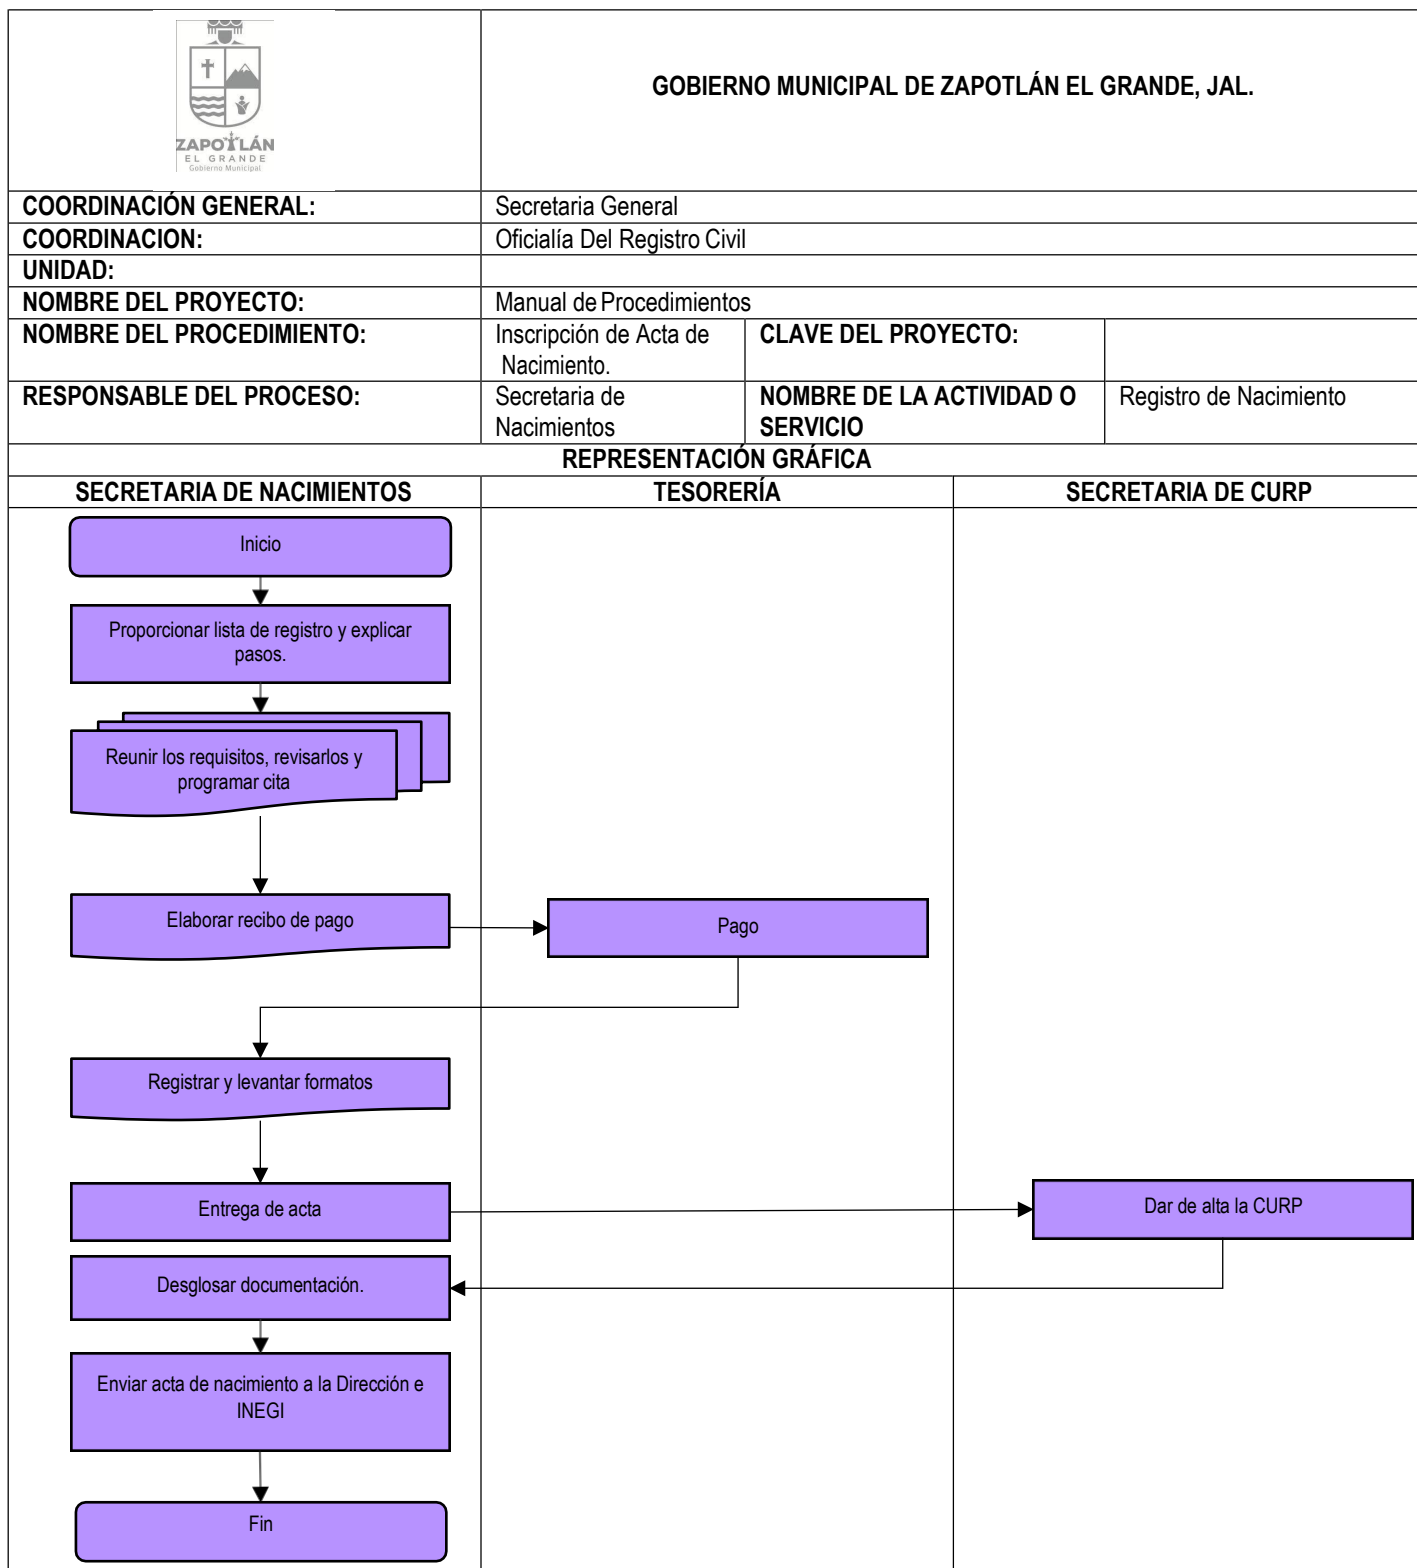 ZAPOTLÁN
EL GRANDE
Gobierno Municipal
GOBIERNO MUNICIPAL DE ZAPOTLÁN EL GRANDE, JAL.
COORDINACIÓN GENERAL:
Secretaria General
COORDINACION:
Oficialía Del Registro Civil
UNIDAD:
NOMBRE DEL PROYECTO:
Manual de Procedimientos
NOMBRE DEL PROCEDIMIENTO:
Inscripción de Acta de
Nacimiento.
CLAVE DEL PROYECTO:
RESPONSABLE DEL PROCESO:
Secretaria de
Nacimientos
NOMBRE DE LA ACTIVIDAD O
SERVICIO
Registro de Nacimiento
REPRESENTACIÓN GRÁFICA
SECRETARIA DE NACIMIENTOS
TESORERÍA
SECRETARIA DE CURP
Inicio
Proporcionar lista de registro y explicar
pasos.
Reunir los requisitos, revisarlos y
programar cita
Elaborar recibo de pago
Pago
Registrar y levantar formatos
Entrega de acta
Dar de alta la CURP
Desglosar documentación.
Enviar acta de nacimiento a la Dirección e
INEGI
Fin